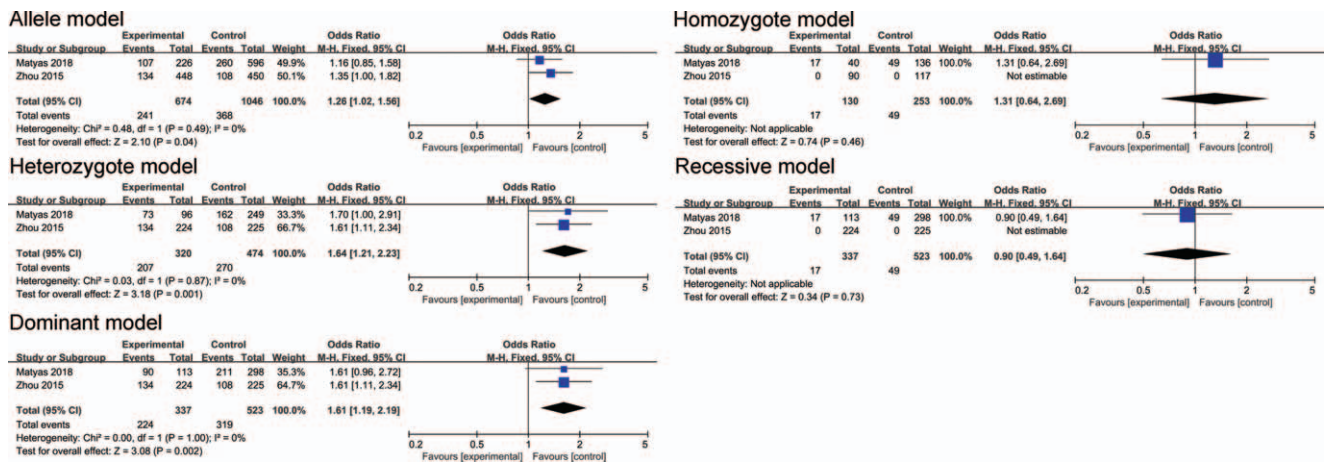 Allele model
Experimental Control Odds Ratio Odds Ratio
Study or Subgroup Events Total Events Total Weight M-H. Fixed. 95% CI M-H. Fixed. 95% CI
Matyas 2018 107 226 260 596 49.9% 1.16 [0.85, 1.58]
Zhou 2015 134 448 108 450 50.1% 1.35 [1.00, 1.82]
Total (95% CI) 674 1046 100.0% 1.26 [1.02, 1.56]
Total events 241 368
Heterogeneity: Chi² = 0.48, df = 1 (P = 0.49); I² = 0%
Test for overall effect: Z = 2.10 (P = 0.04)
0.2 0.5 1 2 5
Favours [experimental] Favours [control]
Heterozygote model
Experimental Control Odds Ratio Odds Ratio
Study or Subgroup Events Total Events Total Weight M-H. Fixed. 95% CI M-H. Fixed. 95% CI
Matyas 2018 73 96 162 249 33.3% 1.70 [1.00, 2.91]
Zhou 2015 134 224 108 225 66.7% 1.61 [1.11, 2.34]
Total (95% CI) 320 474 100.0% 1.64 [1.21, 2.23]
Total events 207 270
Heterogeneity: Chi² = 0.03, df = 1 (P = 0.87); I² = 0%
Test for overall effect: Z = 3.18 (P = 0.001)
0.2 0.5 1 2 5
Favours [experimental] Favours [control]
Dominant model
Experimental Control Odds Ratio Odds Ratio
Study or Subgroup Events Total Events Total Weight M-H. Fixed. 95% CI M-H. Fixed. 95% CI
Matyas 2018 90 113 211 298 35.3% 1.61 [0.96, 2.72]
Zhou 2015 134 224 108 225 64.7% 1.61 [1.11, 2.34]
Total (95% CI) 337 523 100.0% 1.61 [1.19, 2.19]
Total events 224 319
Heterogeneity: Chi² = 0.00, df = 1 (P = 1.00); I² = 0%
Test for overall effect: Z = 3.08 (P = 0.002)
0.2 0.5 1 2 5
Favours [experimental] Favours [control]
Homozygote model
Experimental Control Odds Ratio Odds Ratio
Study or Subgroup Events Total Events Total Weight M-H. Fixed. 95% CI M-H. Fixed. 95% CI
Matyas 2018 17 40 49 136 100.0% 1.31 [0.64, 2.69]
Zhou 2015 0 90 0 117 Not estimable
Total (95% CI) 130 253 100.0% 1.31 [0.64, 2.69]
Total events 17 49
Heterogeneity: Not applicable
Test for overall effect: Z = 0.74 (P = 0.46)
0.2 0.5 1 2 5
Favours [experimental] Favours [control]
Recessive model
Experimental Control Odds Ratio Odds Ratio
Study or Subgroup Events Total Events Total Weight M-H. Fixed. 95% CI M-H. Fixed. 95% CI
Matyas 2018 17 113 49 298 100.0% 0.90 [0.49, 1.64]
Zhou 2015 0 224 0 225 Not estimable
Total (95% CI) 337 523 100.0% 0.90 [0.49, 1.64]
Total events 17 49
Heterogeneity: Not applicable
Test for overall effect: Z = 0.34 (P = 0.73)
0.2 0.5 1 2 5
Favours [experimental] Favours [control]